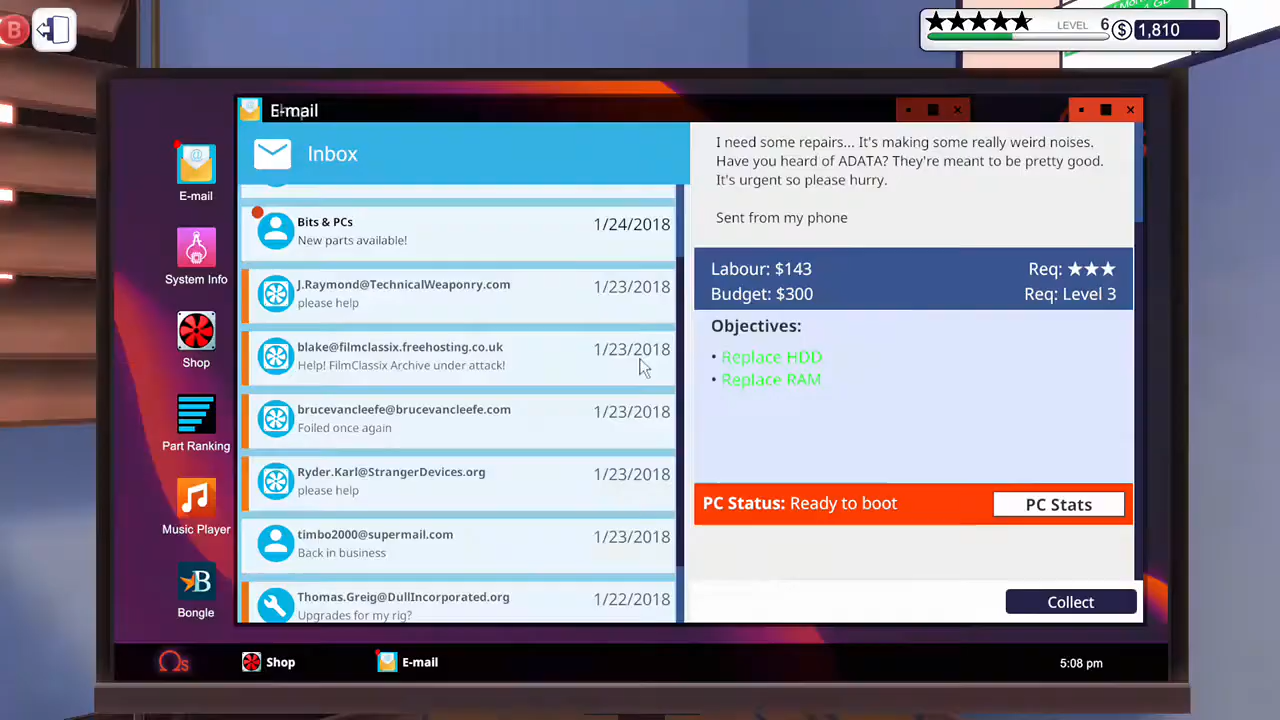 B
LEVEL 6 $ 1,810
E-mail
Inbox
Bits & PCs 1/24/2018
New parts available!
J.Raymond@TechnicalWeaponry.com 1/23/2018
please help
blake@filmclassix.freehosting.co.uk 1/23/2018
Help! FilmClassix Archive under attack!
brucevancleefe@brucevancleefe.com 1/23/2018
Foiled once again
Ryder.Karl@StrangerDevices.org 1/23/2018
please help
timbo2000@supermail.com 1/23/2018
Back in business
Thomas.Greig@DullIncorporated.org 1/22/2018
Upgrades for my rig?
I need some repairs... It's making some really weird noises.
Have you heard of ADATA? They're meant to be pretty good.
It's urgent so please hurry.
Sent from my phone
Labour: $143 Req: ★★★
Budget: $300 Req: Level 3
Objectives:
• Replace HDD
• Replace RAM
PC Status: Ready to boot PC Stats
Collect
E-mail
System Info
Shop
Part Ranking
Music Player
Bongle
Ωs Shop E-mail 5:08 pm